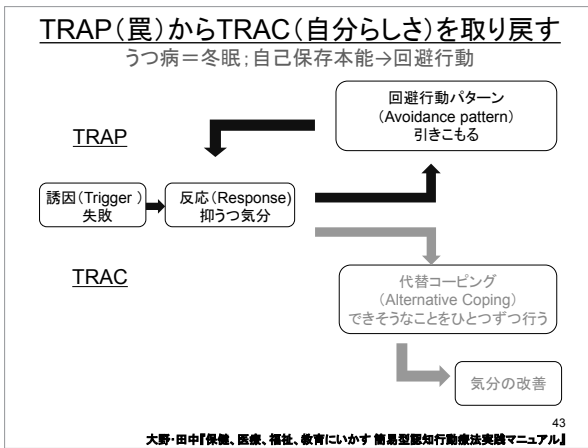 TRAP(罠)からTRAC(自分らしさ)を取り戻す
うつ病＝冬眠；自己保存本能→回避行動
回避行動パターン
(Avoidance pattern)
引きこもる
TRAP
誘因(Trigger )
失敗
反応(Response)
抑うつ気分
TRAC
代替コーピング
(Alternative Coping)
できそうなことをひとつずつ行う
気分の改善
43
大野・田中『保健、医療、福祉、教育にいかす 簡易型認知行動療法実践マニュアル』